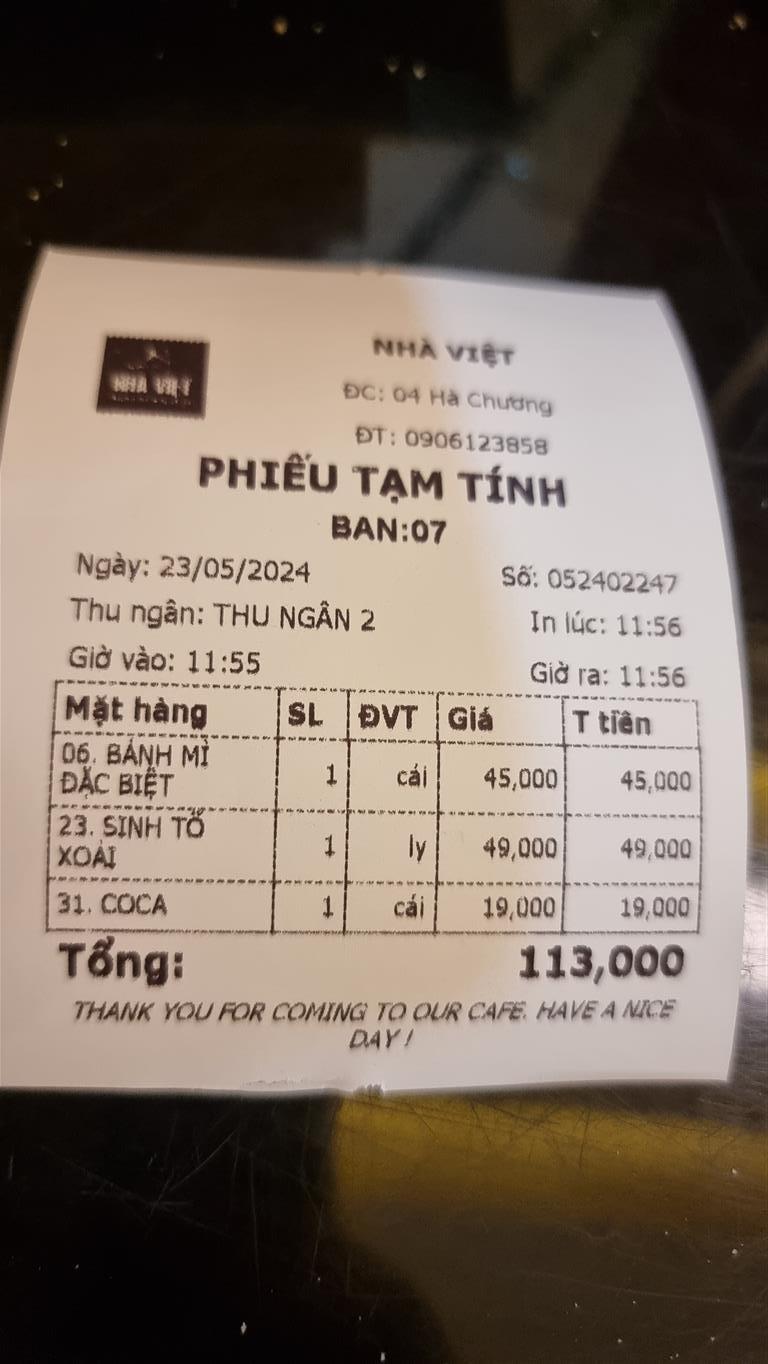 NHÀ VIỆT
NHÀ VIỆT
ĐC: 04 Hà Chương
ĐT: 0906123858
PHIẾU TẠM TÍNH
BAN:07
Ngày: 23/05/2024 Số: 052402247
Thu ngân: THU NGÂN 2 In lúc: 11:56
Giờ vào: 11:55 Giờ ra: 11:56
Mặt hàng SL ĐVT Giá T tiền
06. BÁNH MÌ
ĐẶC BIỆT 1 cái 45,000 45,000
23. SINH TỐ
XOÀI 1 ly 49,000 49,000
31. COCA 1 cái 19,000 19,000
Tổng: 113,000
THANK YOU FOR COMING TO OUR CAFE. HAVE A NICE
DAY !